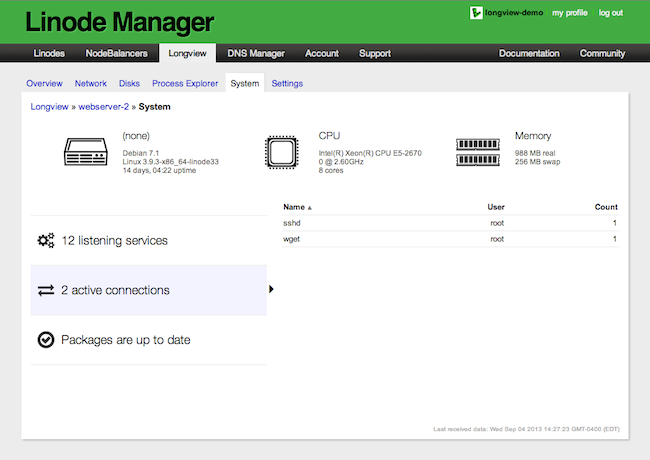 Linode Manager
longview-demo my profile log out
Linodes NodeBalancers Longview DNS Manager Account Support Documentation Community
Overview Network Disks Process Explorer System Settings
Longview » webserver-2 » System
(none)
Debian 7.1
Linux 3.9.3-x86_64-linode33
14 days, 04:22 uptime
CPU
Intel(R) Xeon(R) CPU E5-2670
0 @ 2.60GHz
8 cores
Memory
988 MB real
256 MB swap
12 listening services
2 active connections
Packages are up to date
Name ▲ User Count
sshd root 1
wget root 1
Last received data: Wed Sep 04 2013 14:27:23 GMT-0400 (EDT)